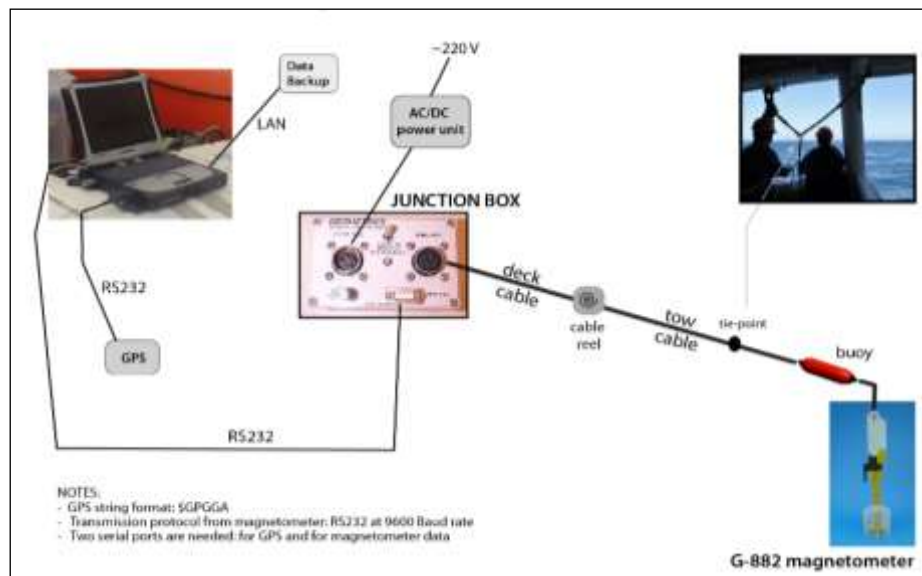 ~220 V
Data
Backup
AC/DC
power unit
LAN
JUNCTION BOX
RS232
deck
cable
cable
reel
tow
cable
tie-point
buoy
GPS
RS232
NOTES:
- GPS string format: $GPGGA
- Transmission protocol from magnetometer: RS232 at 9600 Baud rate
- Two serial ports are needed: for GPS and for magnetometer data
G-882 magnetometer